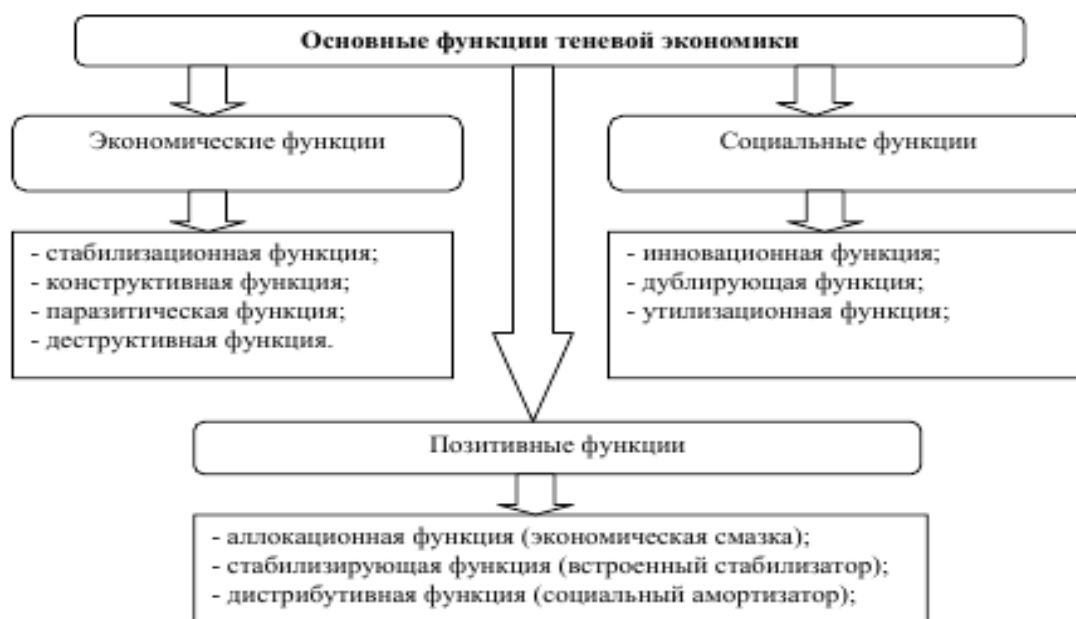 Основные функции теневой экономики
Экономические функции
Социальные функции
- стабилизационная функция;
- конструктивная функция;
- паразитическая функция;
- деструктивная функция.
- инновационная функция;
- дублирующая функция;
- утилизационная функция;
Позитивные функции
- аллокационная функция (экономическая смазка);
- стабилизирующая функция (встроенный стабилизатор);
- дистрибутивная функция (социальный амортизатор);